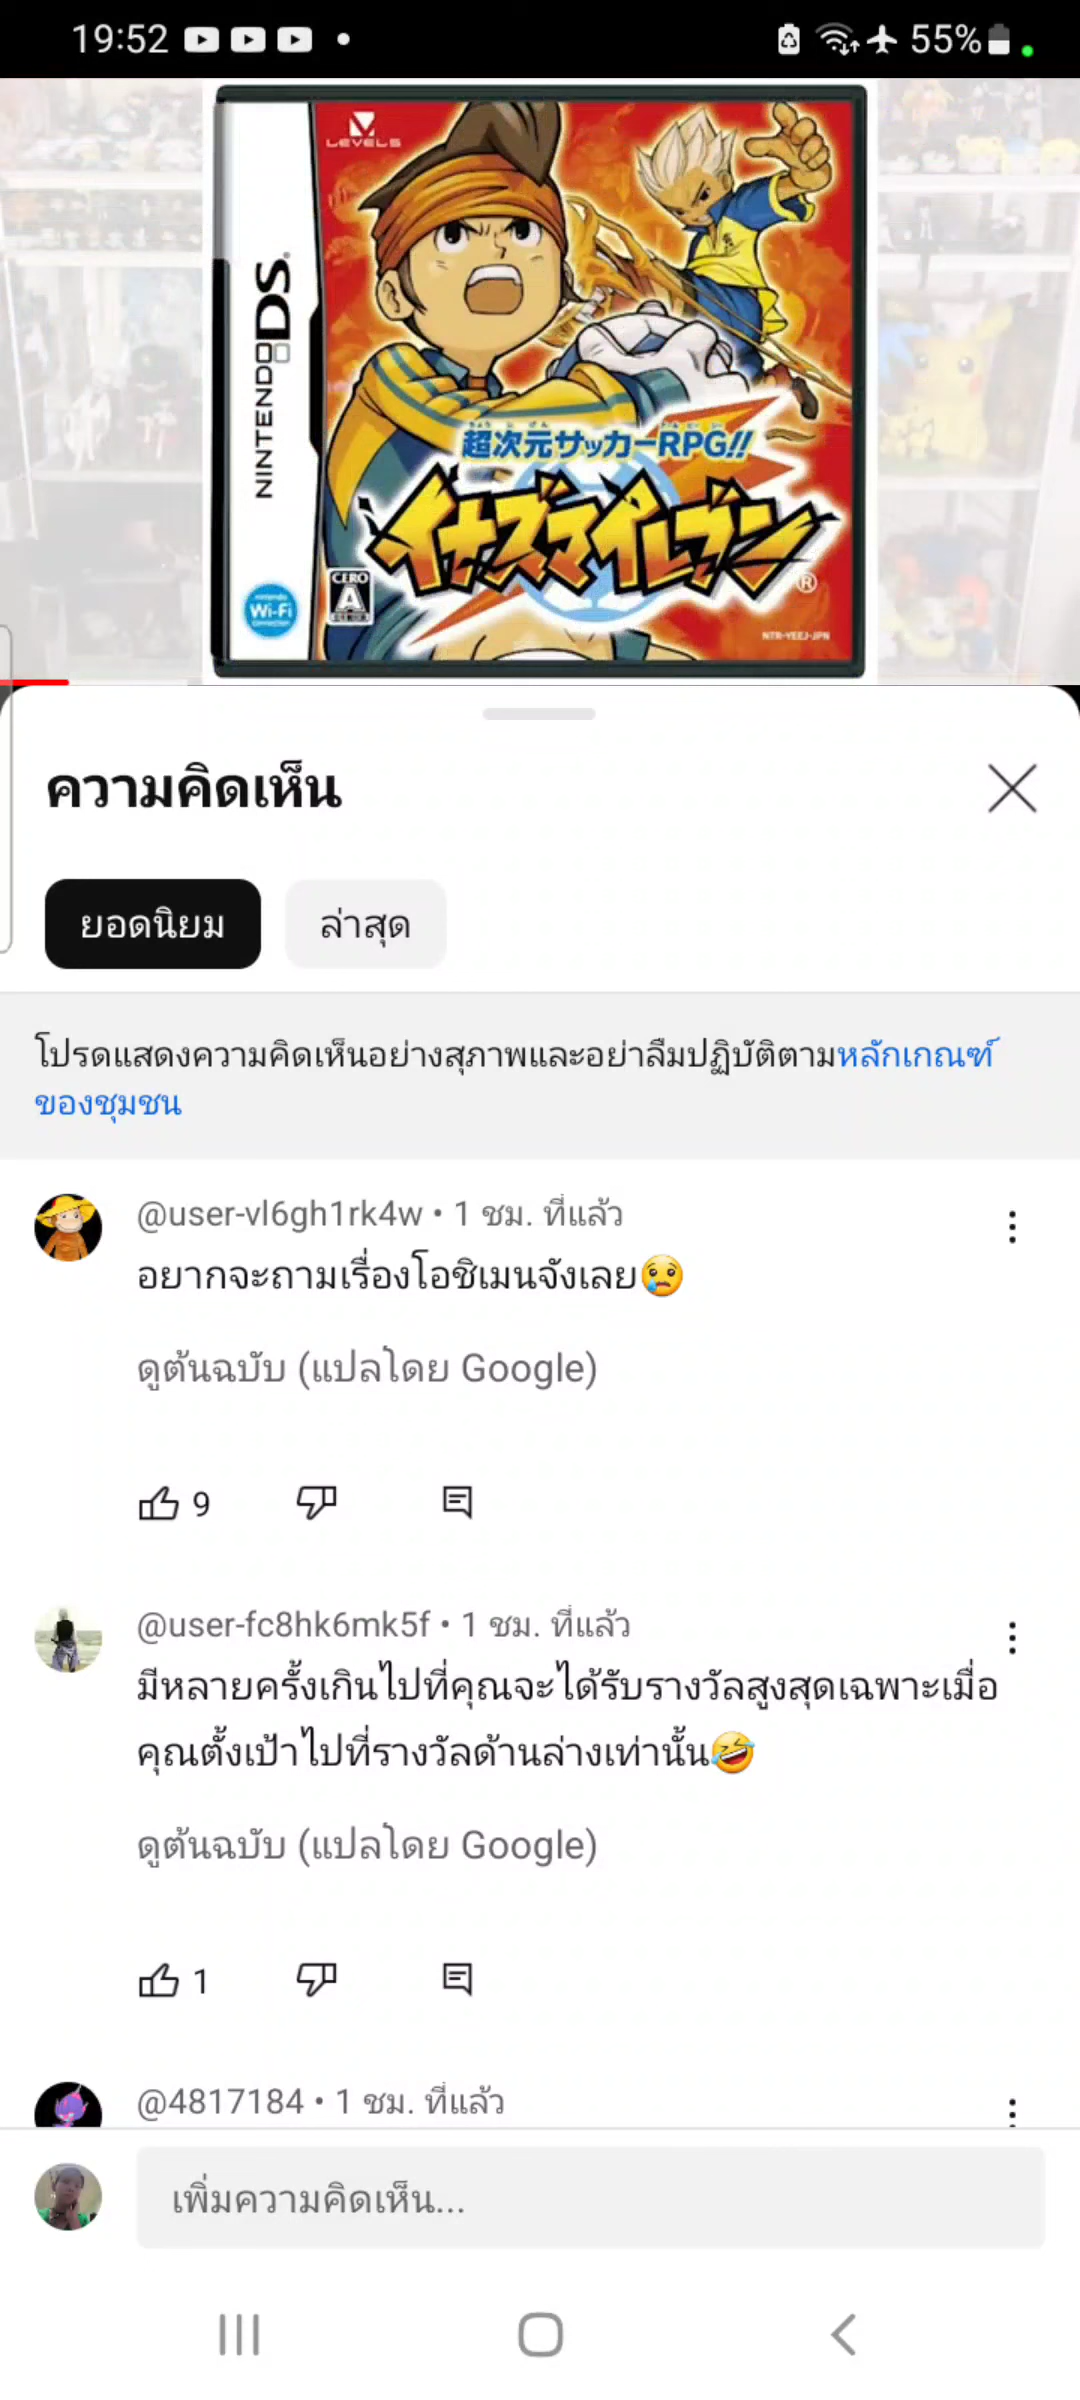 19:52
55%
LEVEL5
NINTENDODS
超次元サッカーRPG!!
イナズマイレブン
®
CERO
A
nintendo
Wi-Fi
connection
NTR-YEEJ-JPN
ความคิดเห็น
ยอดนิยม
ล่าสุด
โปรดแสดงความคิดเห็นอย่างสุภาพและอย่าลืมปฏิบัติตามหลักเกณฑ์
ของชุมชน
@user-vl6gh1rk4w • 1 ชม. ที่แล้ว
อยากจะถามเรื่องโอชิเมนจังเลย😢
ดูต้นฉบับ (แปลโดย Google)
9
@user-fc8hk6mk5f • 1 ชม. ที่แล้ว
มีหลายครั้งเกินไปที่คุณจะได้รับรางวัลสูงสุดเฉพาะเมื่อ
คุณตั้งเป้าไปที่รางวัลด้านล่างเท่านั้น🤣
ดูต้นฉบับ (แปลโดย Google)
1
@4817184 • 1 ชม. ที่แล้ว
เพิ่มความคิดเห็น...